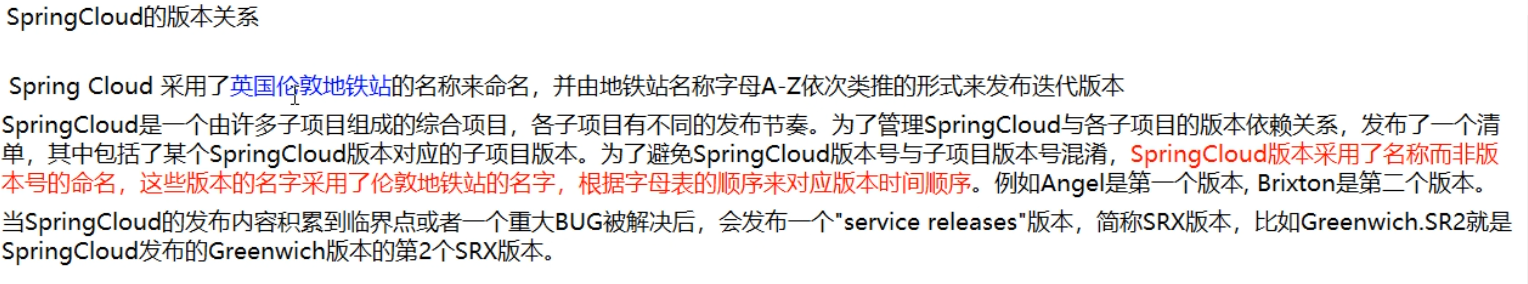 SpringCloud的版本关系
Spring Cloud 采用了英国伦敦地铁站的名称来命名，并由地铁站名称字母A-Z依次类推的形式来发布迭代版本
SpringCloud是一个由许多子项目组成的综合项目，各子项目有不同的发布节奏。为了管理SpringCloud与各子项目的版本依赖关系，发布了一个清
单，其中包括了某个SpringCloud版本对应的子项目版本。为了避免SpringCloud版本号与子项目版本号混淆，SpringCloud版本采用了名称而非版
本号的命名，这些版本的名字采用了伦敦地铁站的名字，根据字母表的顺序来对应版本时间顺序。例如Angel是第一个版本, Brixton是第二个版本。
当SpringCloud的发布内容积累到临界点或者一个重大BUG被解决后，会发布一个"service releases"版本，简称SRX版本，比如Greenwich.SR2就是
SpringCloud发布的Greenwich版本的第2个SRX版本。